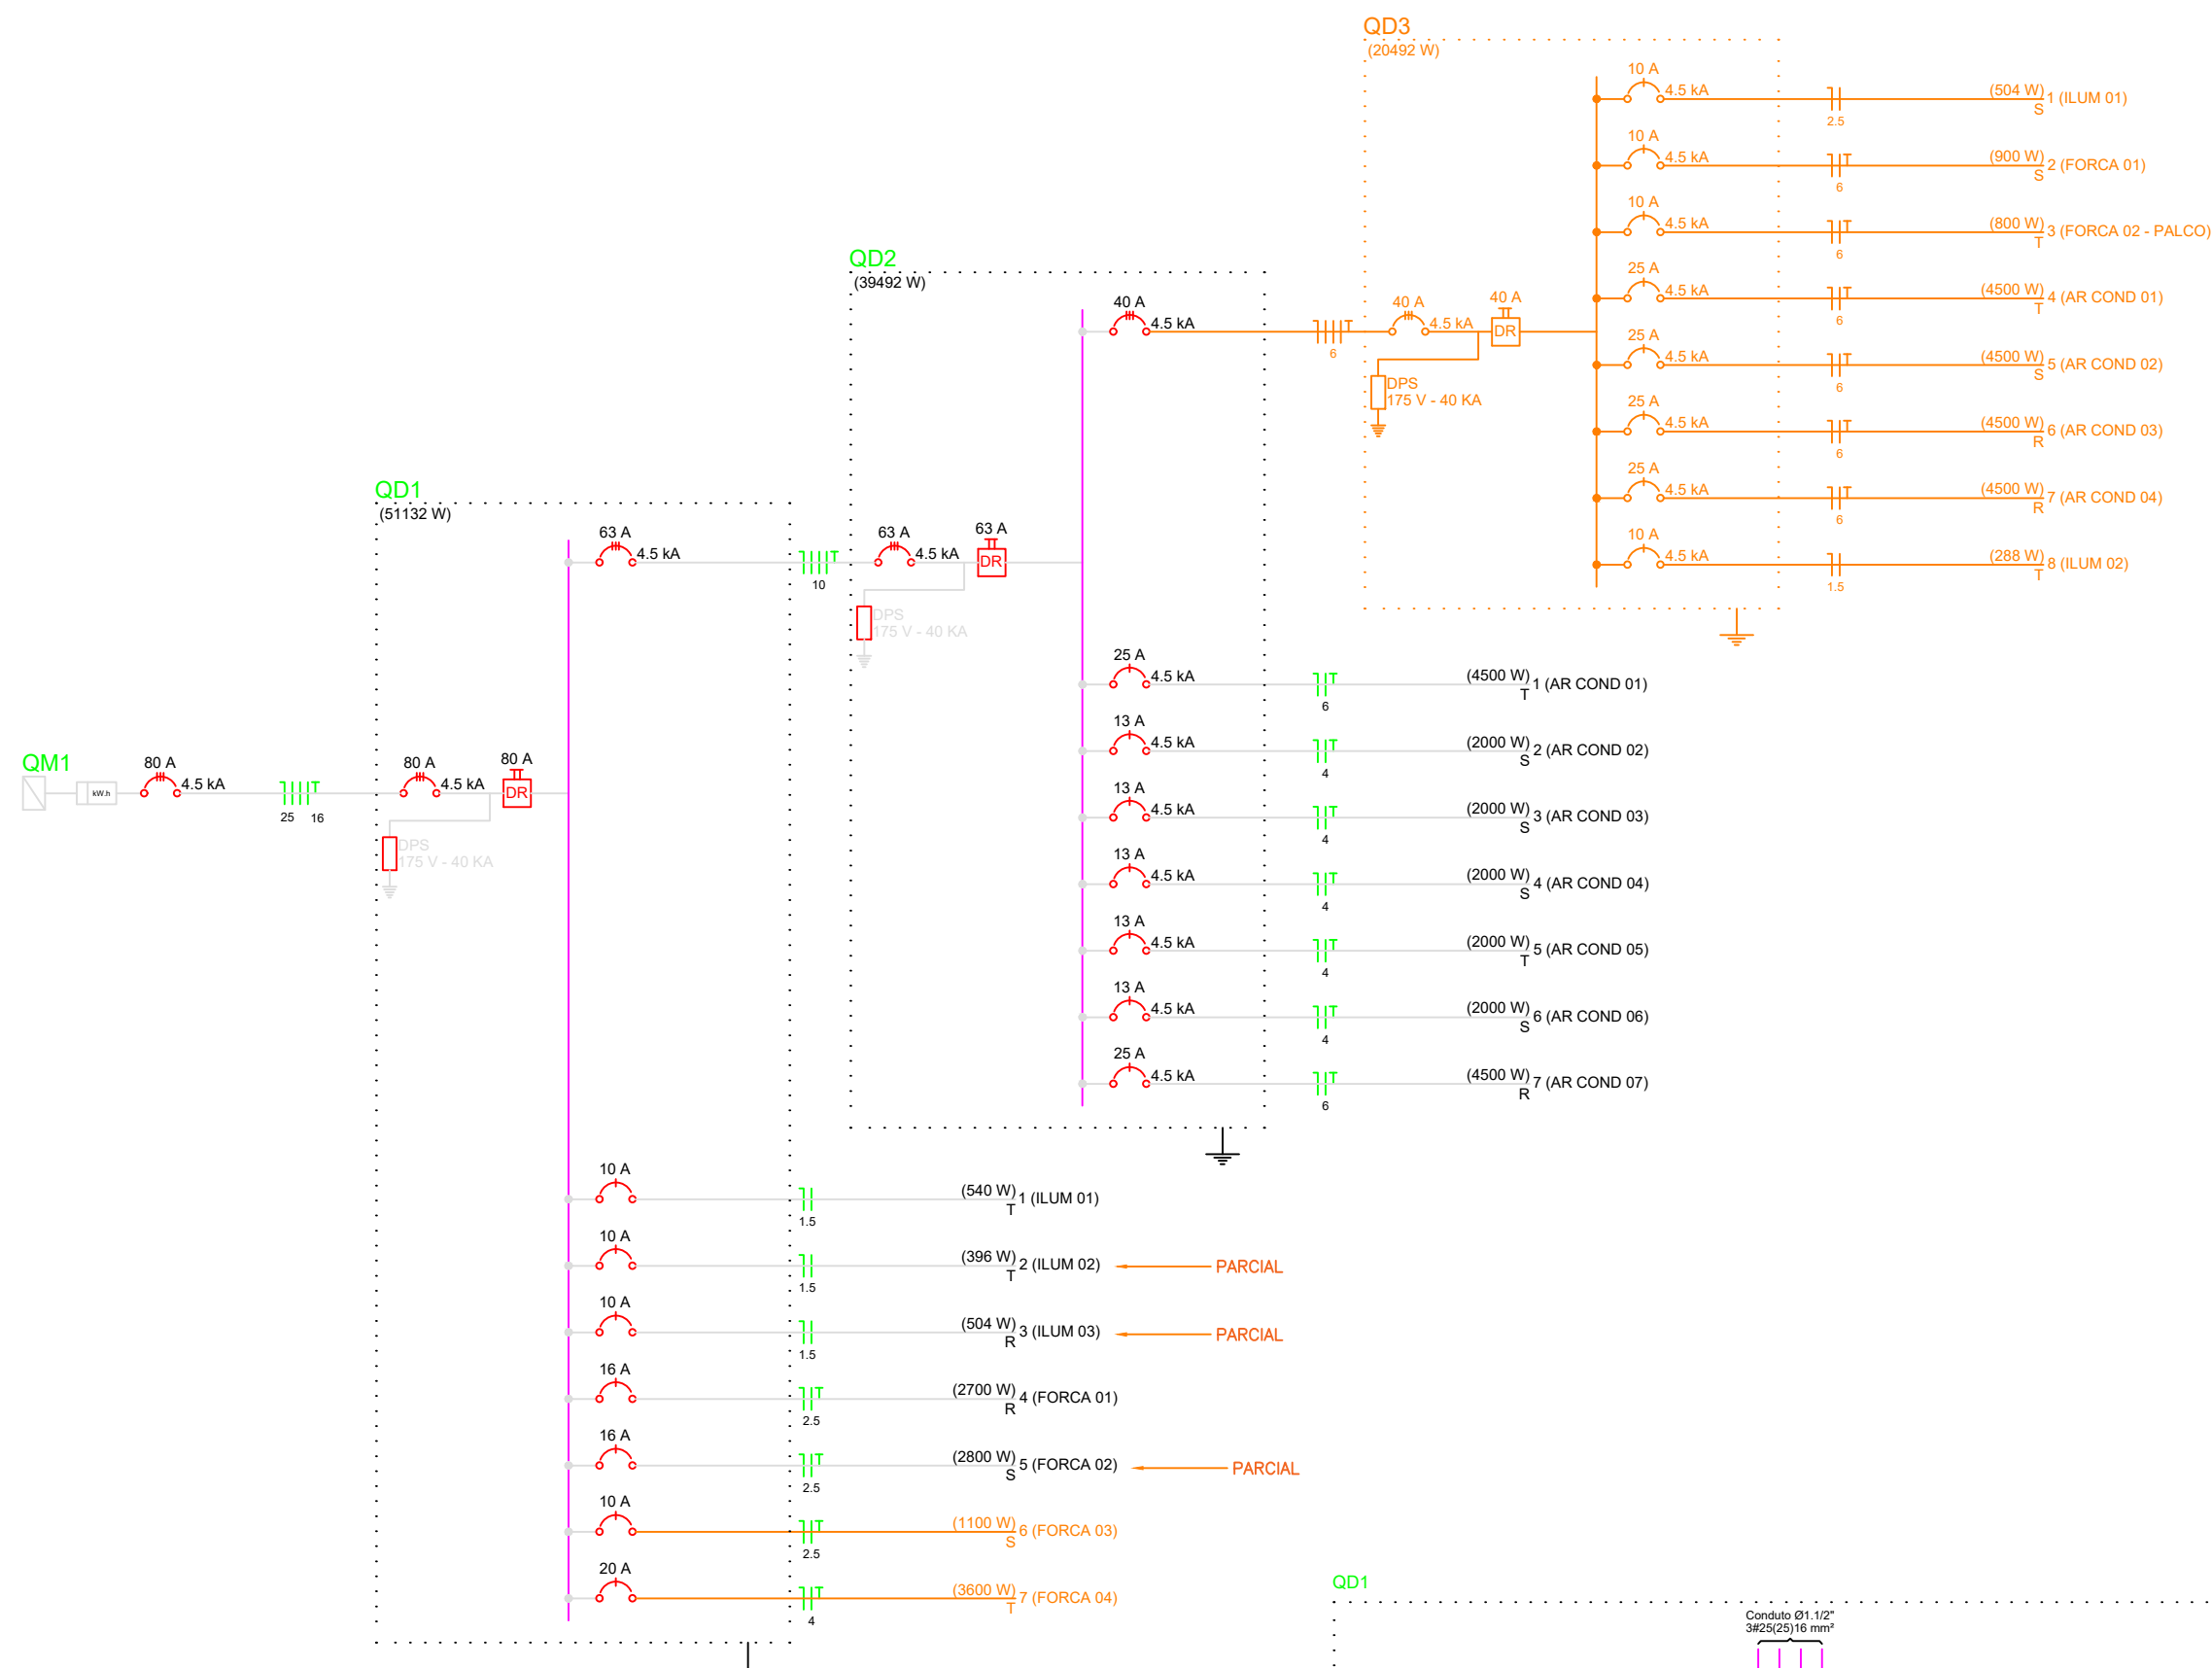 QD3
(20492 W)
10 A
4.5 kA
2.5
(504 W)
S
1 (ILUM 01)
10 A
4.5 kA
6
(900 W)
S
2 (FORCA 01)
10 A
4.5 kA
6
(800 W)
T
3 (FORCA 02 - PALCO)
25 A
4.5 kA
6
(4500 W)
T
4 (AR COND 01)
40 A
4.5 kA
40 A
DR
DPS
175 V - 40 KA
25 A
4.5 kA
6
(4500 W)
S
5 (AR COND 02)
25 A
4.5 kA
6
(4500 W)
R
6 (AR COND 03)
25 A
4.5 kA
6
(4500 W)
R
7 (AR COND 04)
10 A
4.5 kA
1.5
(288 W)
T
8 (ILUM 02)
QD2
(39492 W)
40 A
4.5 kA
6
63 A
4.5 kA
63 A
DR
DPS
175 V - 40 KA
25 A
4.5 kA
6
(4500 W)
T
1 (AR COND 01)
13 A
4.5 kA
4
(2000 W)
S
2 (AR COND 02)
13 A
4.5 kA
4
(2000 W)
S
3 (AR COND 03)
13 A
4.5 kA
4
(2000 W)
S
4 (AR COND 04)
13 A
4.5 kA
4
(2000 W)
T
5 (AR COND 05)
13 A
4.5 kA
4
(2000 W)
S
6 (AR COND 06)
25 A
4.5 kA
6
(4500 W)
R
7 (AR COND 07)
QD1
(51132 W)
63 A
4.5 kA
10
QM1
kW.h
80 A
4.5 kA
25
16
80 A
4.5 kA
80 A
DR
DPS
175 V - 40 KA
10 A
1.5
(540 W)
T
1 (ILUM 01)
10 A
1.5
(396 W)
T
2 (ILUM 02)
PARCIAL
10 A
1.5
(504 W)
R
3 (ILUM 03)
PARCIAL
16 A
2.5
(2700 W)
R
4 (FORCA 01)
16 A
2.5
(2800 W)
S
5 (FORCA 02)
PARCIAL
10 A
2.5
(1100 W)
S
6 (FORCA 03)
20 A
4
(3600 W)
T
7 (FORCA 04)
QD1
Conduto Ø1.1/2"
3#25(25)16 mm²